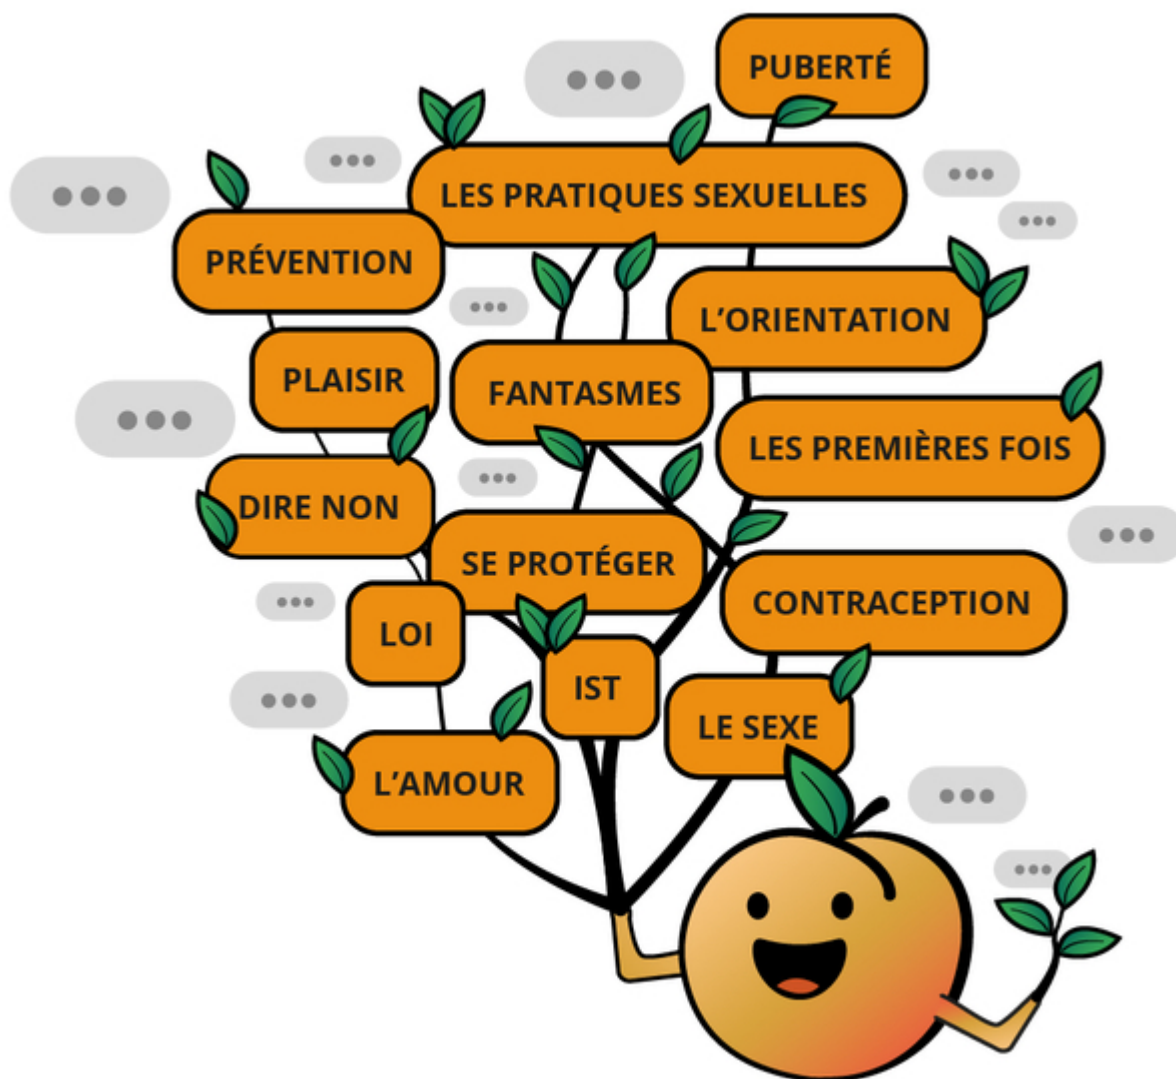 PUBERTÉ
LES PRATIQUES SEXUELLES
PRÉVENTION
L’ORIENTATION
PLAISIR
FANTASMES
LES PREMIÈRES FOIS
DIRE NON
SE PROTÉGER
CONTRACEPTION
LOI
IST
LE SEXE
L’AMOUR